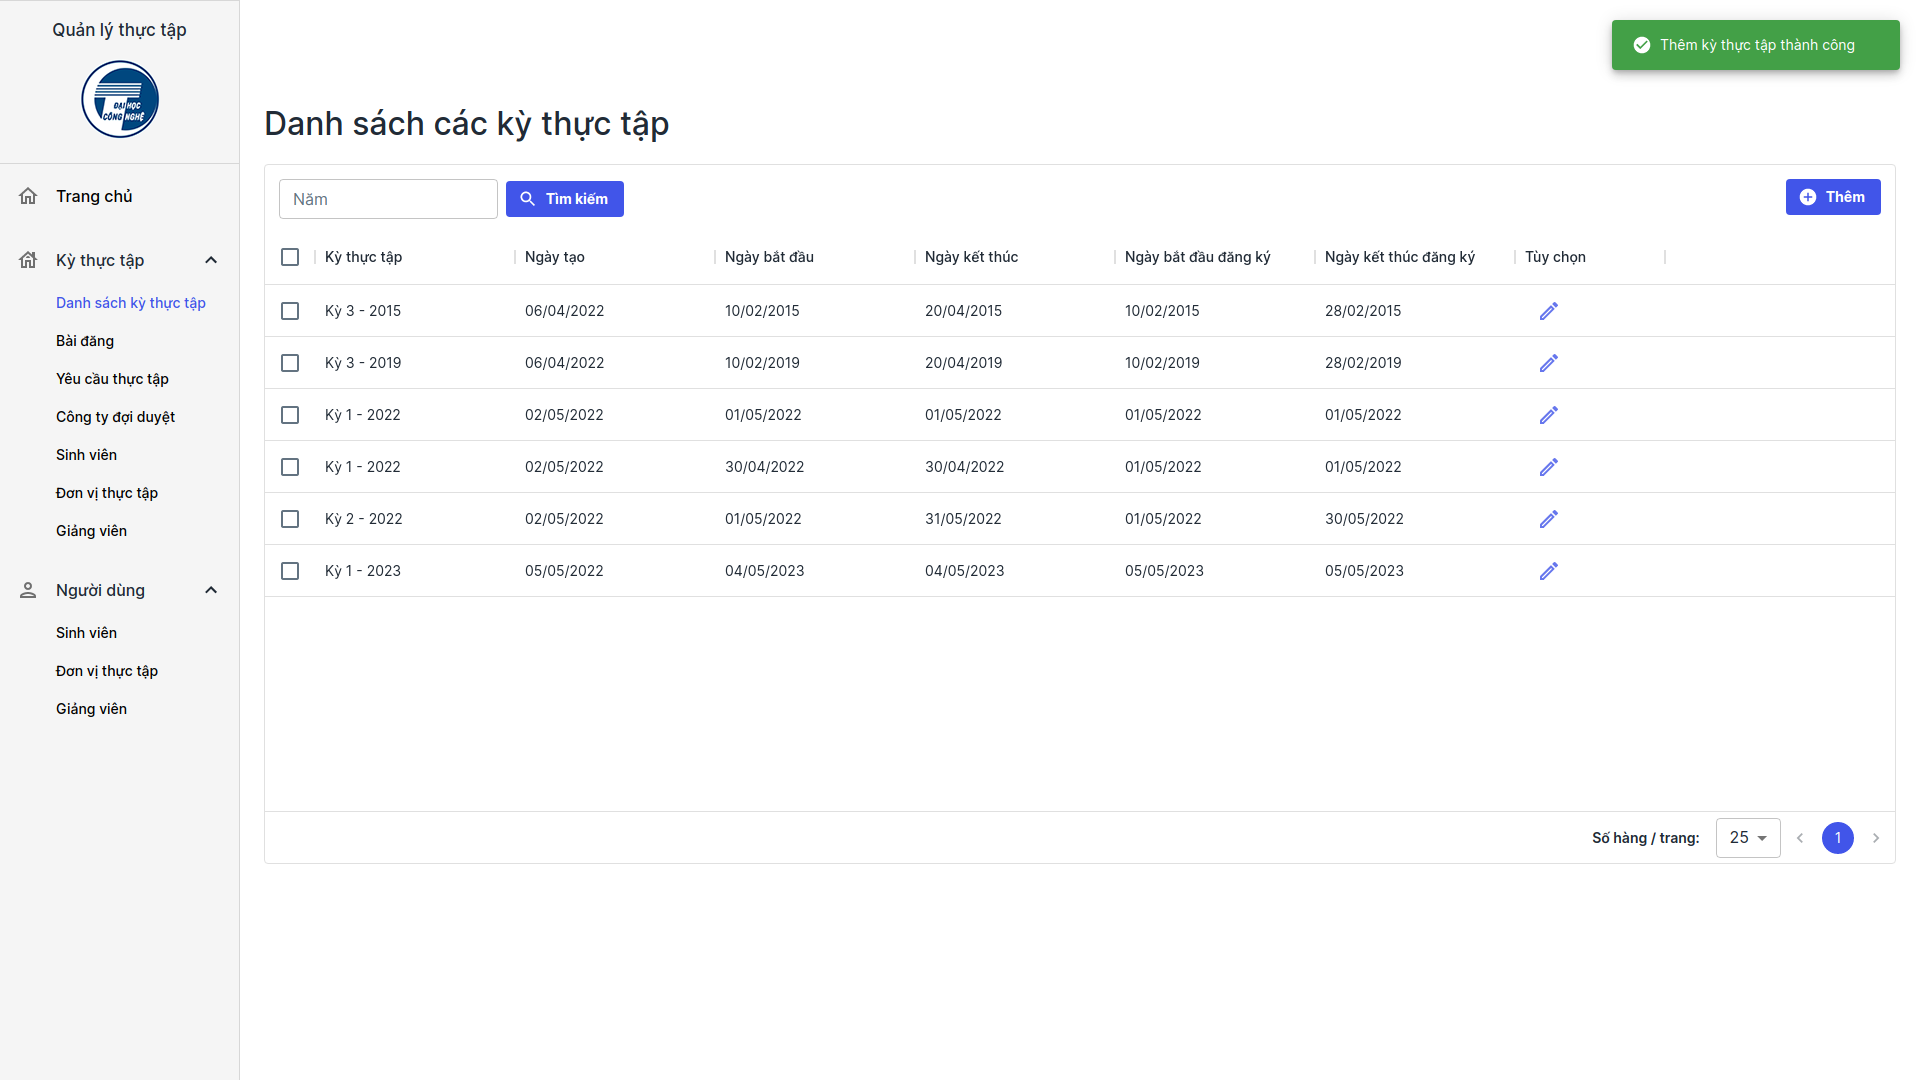 Quản lý thực tập
ĐẠI HỌC
CÔNG NGHỆ
Trang chủ
Kỳ thực tập
Danh sách kỳ thực tập
Bài đăng
Yêu cầu thực tập
Công ty đợi duyệt
Sinh viên
Đơn vị thực tập
Giảng viên
Người dùng
Sinh viên
Đơn vị thực tập
Giảng viên
Thêm kỳ thực tập thành công
Danh sách các kỳ thực tập
Năm Tìm kiếm Thêm
Kỳ thực tập Ngày tạo Ngày bắt đầu Ngày kết thúc Ngày bắt đầu đăng ký Ngày kết thúc đăng ký Tùy chọn
Kỳ 3 - 2015 06/04/2022 10/02/2015 20/04/2015 10/02/2015 28/02/2015
Kỳ 3 - 2019 06/04/2022 10/02/2019 20/04/2019 10/02/2019 28/02/2019
Kỳ 1 - 2022 02/05/2022 01/05/2022 01/05/2022 01/05/2022 01/05/2022
Kỳ 1 - 2022 02/05/2022 30/04/2022 30/04/2022 01/05/2022 01/05/2022
Kỳ 2 - 2022 02/05/2022 01/05/2022 31/05/2022 01/05/2022 30/05/2022
Kỳ 1 - 2023 05/05/2022 04/05/2023 04/05/2023 05/05/2023 05/05/2023
Số hàng / trang: 25 1